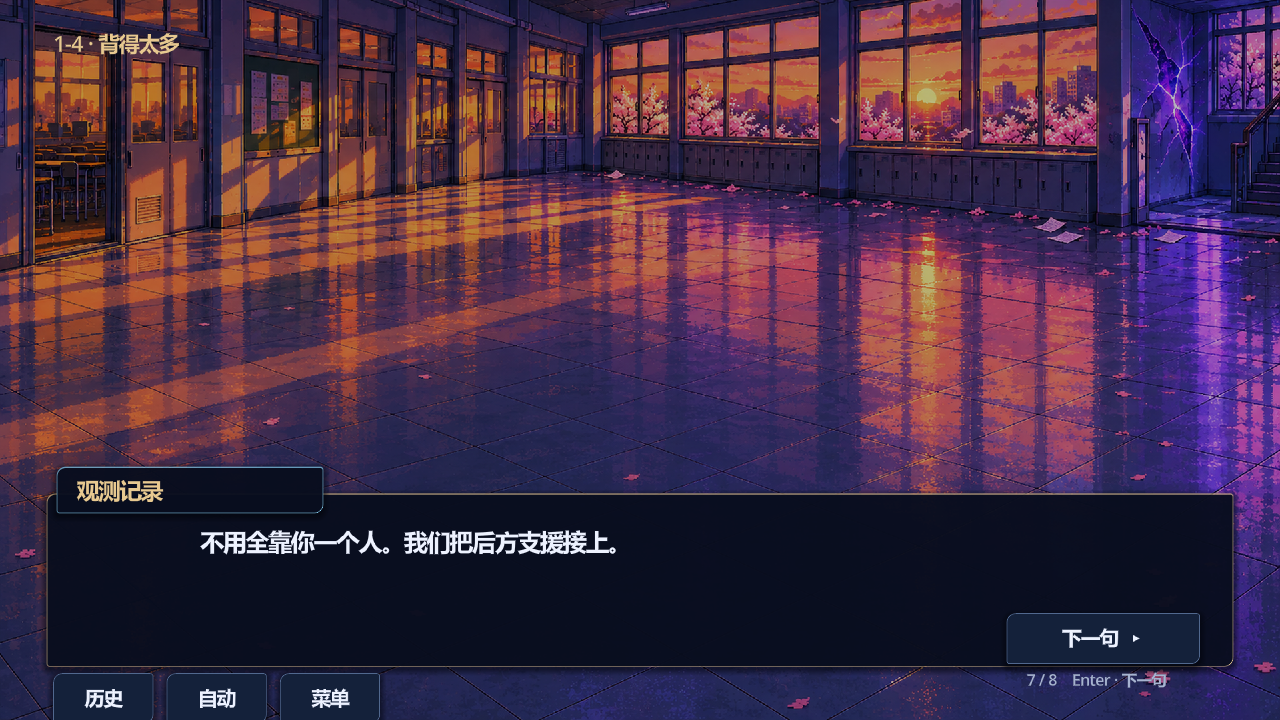 1-4 · 背得太多
观测记录
不用全靠你一个人。我们把后方支援接上。
下一句 ▸
7 / 8 Enter · 下一句
历史 自动 菜单